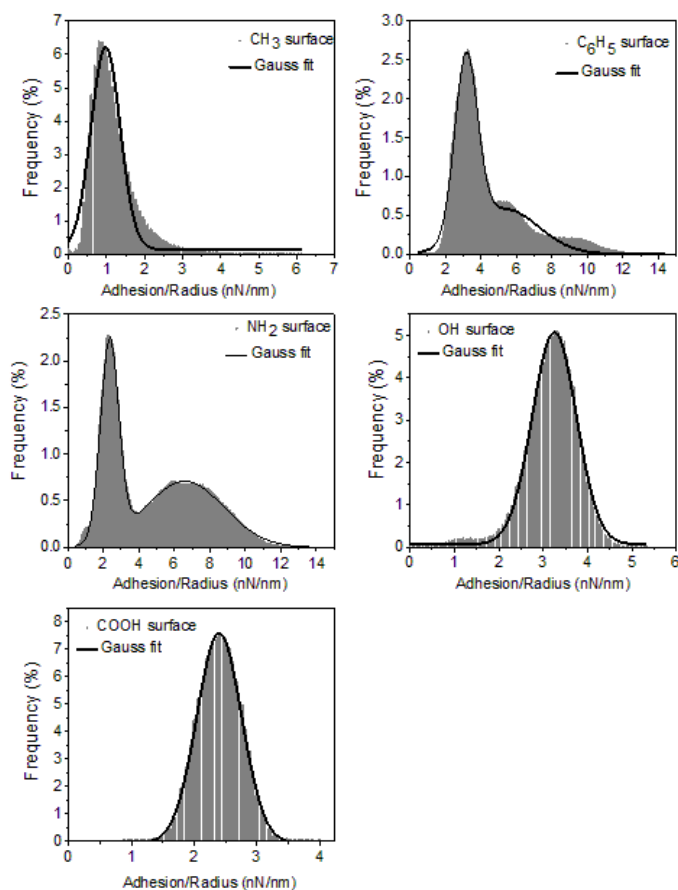 CH3 surface
Gauss fit
7
6
5
4
3
2
1
0
Frequency (%)
0 1 2 4 6 7
Adhesion/Radius (nN/nm)
C6H5 surface
Gauss fit
3.0
2.5
2.0
1.5
1.0
0.5
0.0
Frequency (%)
0 2 4 6 8 10 12 14
Adhesion/Radius (nN/nm)
NH2 surface
Gauss fit
2.5
2.0
1.5
1.0
0.5
0.0
Frequency (%)
0 1 2 4 6 8 10 12 14 15
Adhesion/Radius (nN/nm)
OH surface
Gauss fit
5
4
3
2
1
0
Frequency (%)
0 1 2 3 4 5 6
Adhesion/Radius (nN/nm)
COOH surface
Gauss fit
8
7
6
5
4
3
2
1
0
Frequency (%)
0 1 2 3 4
Adhesion/Radius (nN/nm)